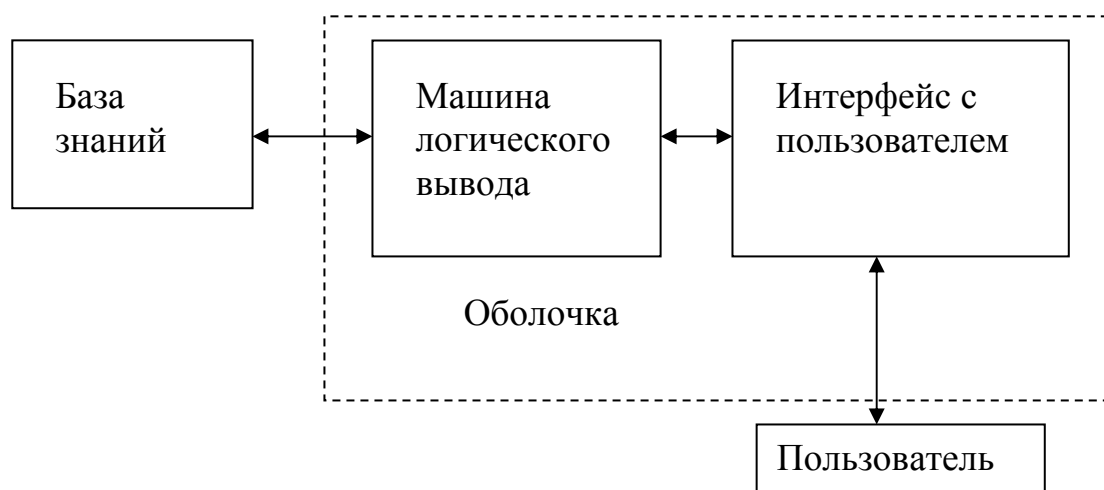 База
знаний
Машина
логического
вывода
Интерфейс с
пользователем
Оболочка
Пользователь